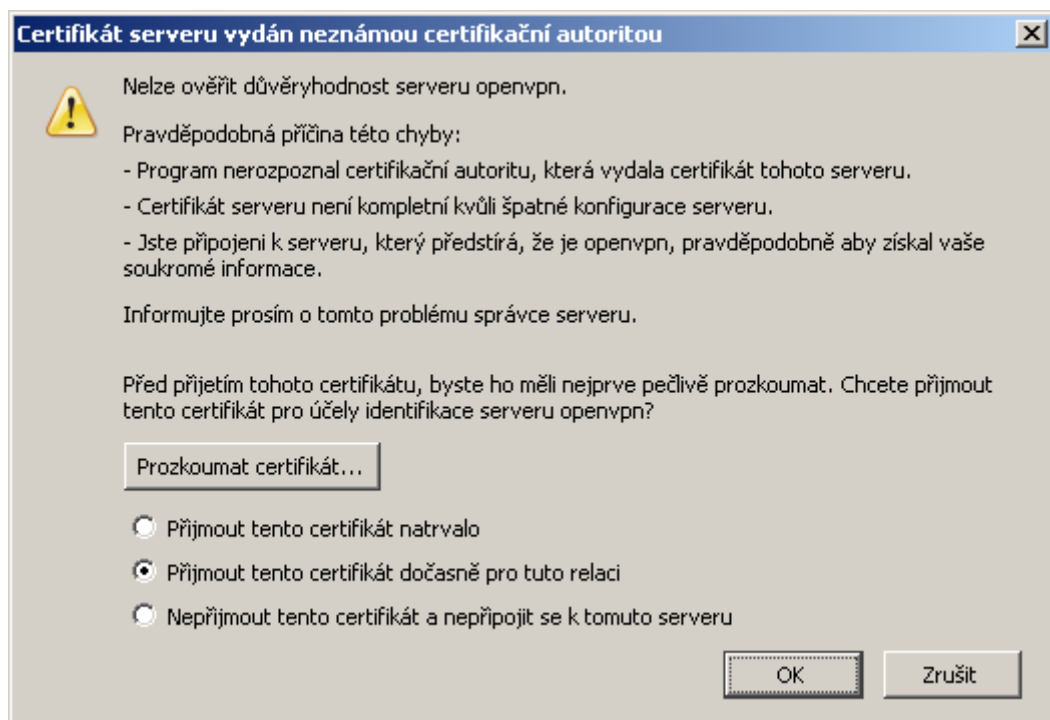 Certifikát serveru vydán neznámou certifikační autoritou
Nelze ověřit důvěryhodnost serveru openvpn.
Pravděpodobná příčina této chyby:
- Program nerozpoznal certifikační autoritu, která vydala certifikát tohoto serveru.
- Certifikát serveru není kompletní kvůli špatné konfigurace serveru.
- Jste připojeni k serveru, který předstírá, že je openvpn, pravděpodobně aby získal vaše
soukromé informace.
Informujte prosím o tomto problému správce serveru.
Před přijetím tohoto certifikátu, byste ho měli nejprve pečlivě prozkoumat. Chcete přijmout
tento certifikát pro účely identifikace serveru openvpn?
Prozkoumat certifikát...
Přijmout tento certifikát natrvalo
Přijmout tento certifikát dočasně pro tuto relaci
Nepřijmout tento certifikát a nepřipojit se k tomuto serveru
OK Zrušit